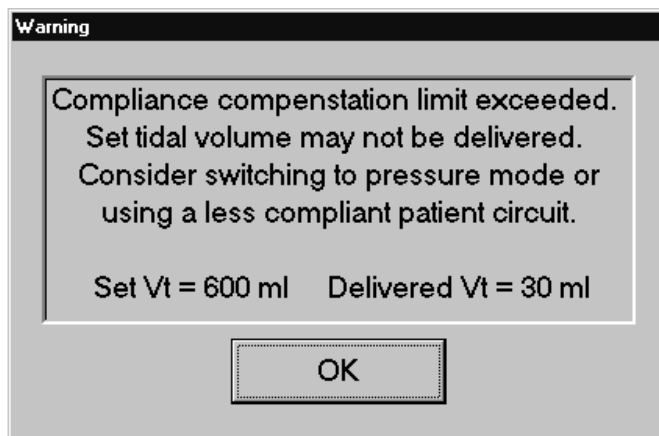 Warning
Compliance compenstation limit exceeded.
Set tidal volume may not be delivered.
Consider switching to pressure mode or
using a less compliant patient circuit.
Set Vt = 600 ml Delivered Vt = 30 ml
OK